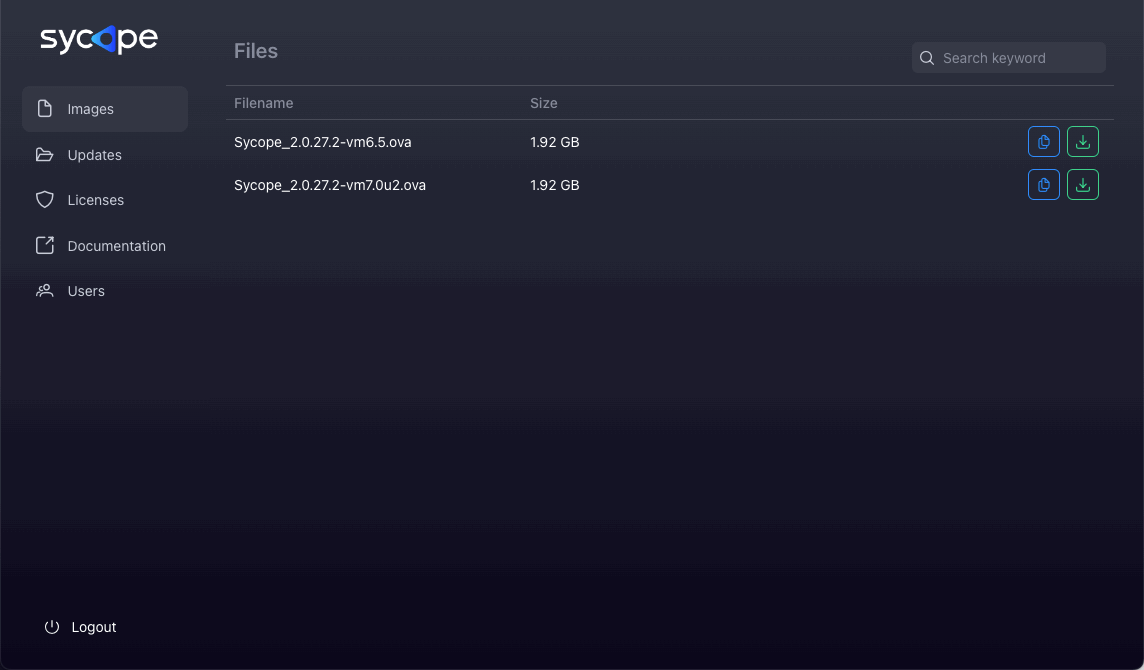 sycope
Files
Search keyword
Images
Filename Size
Sycope_2.0.27.2-vm6.5.ova 1.92 GB
Updates
Sycope_2.0.27.2-vm7.0u2.ova 1.92 GB
Licenses
Documentation
Users
Logout